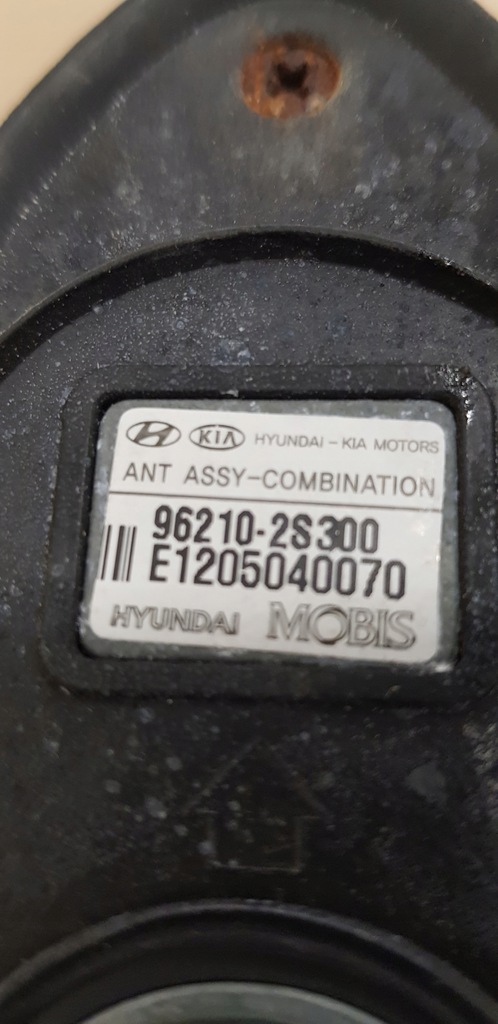 KIA HYUNDAI - KIA MOTORS
ANT ASSY-COMBINATION
96210-2S300
E1205040070
HYUNDAI MOBIS